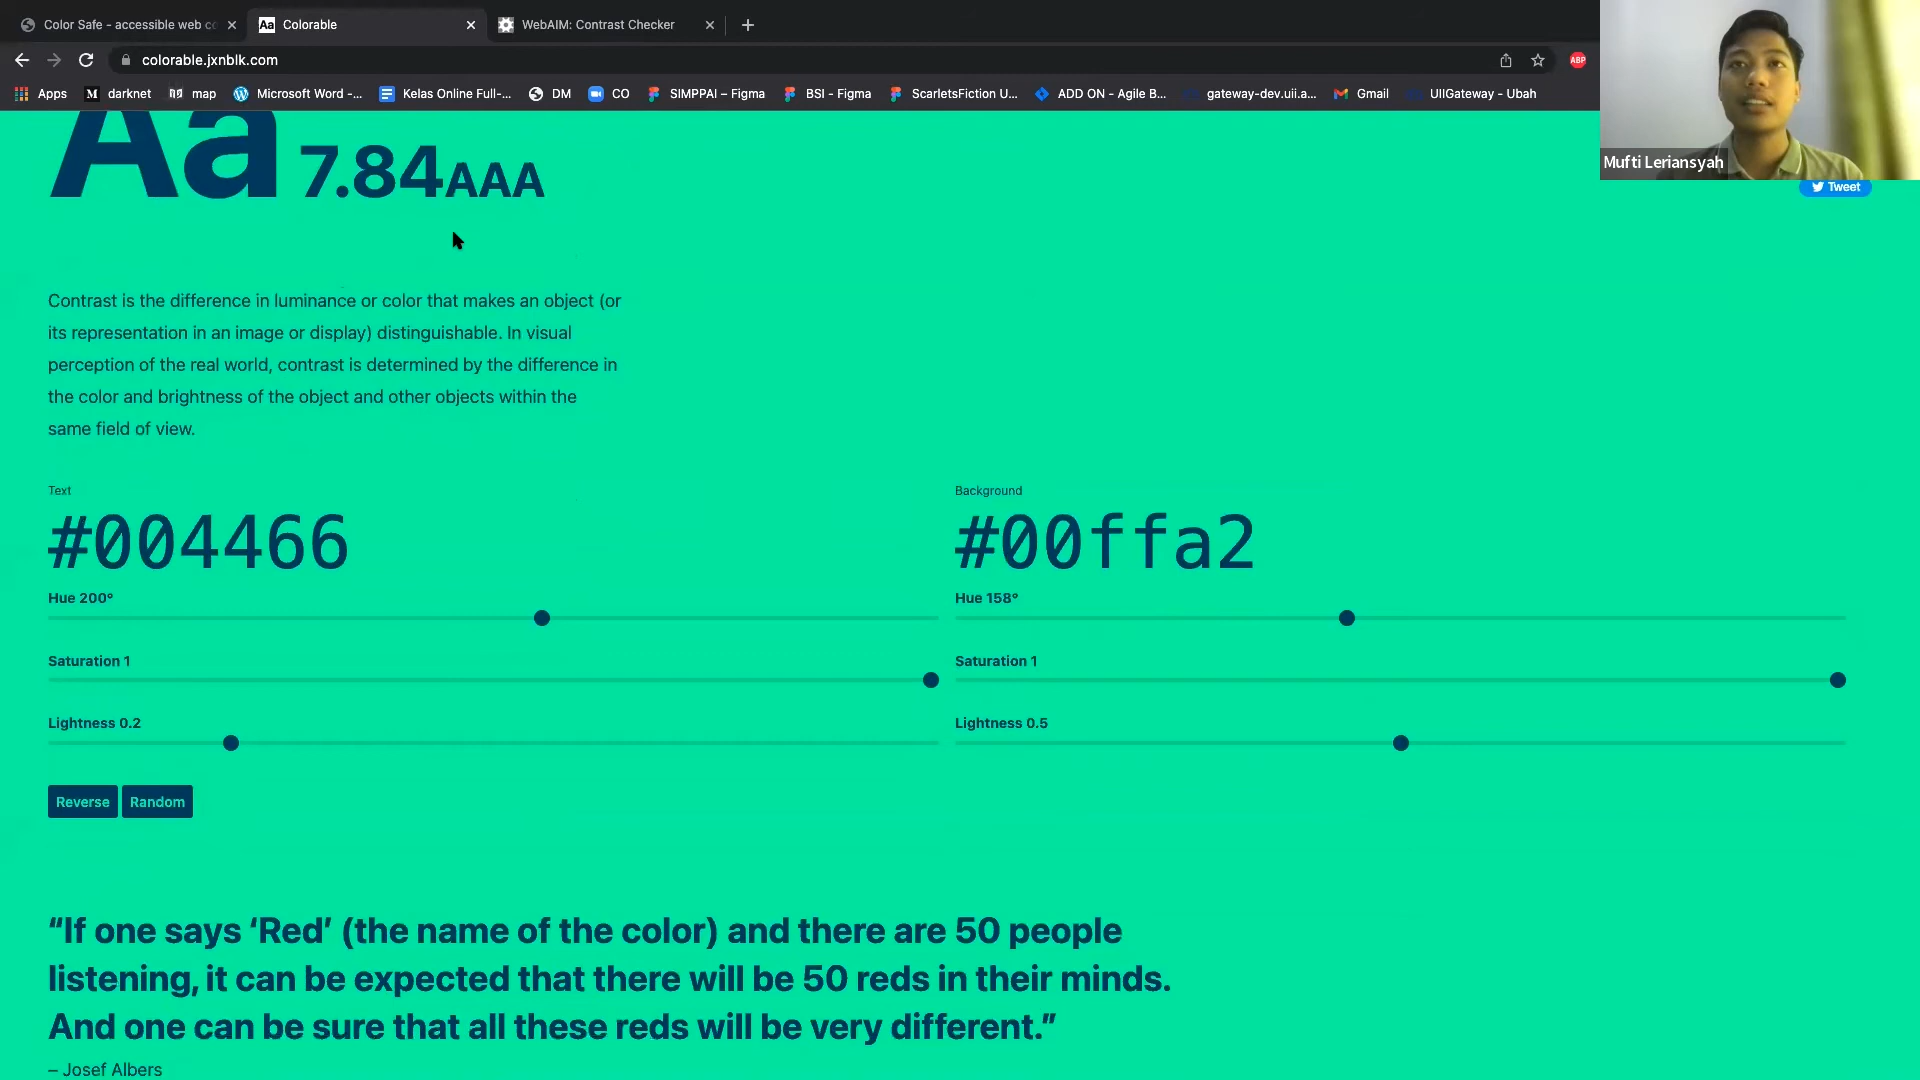 Color Safe - accessible web co
Colorable
WebAIM: Contrast Checker
colorable.jxnblk.com
ABP
Apps
darknet
map
Microsoft Word -...
Kelas Online Full-...
DM
CO
SIMPPAI – Figma
BSI - Figma
ScarletsFiction U...
ADD ON - Agile B...
gateway-dev.uii.a...
Gmail
UIIGateway - Ubah
Mufti Leriansyah
Tweet
Aa 7.84AAA
Contrast is the difference in luminance or color that makes an object (or
its representation in an image or display) distinguishable. In visual
perception of the real world, contrast is determined by the difference in
the color and brightness of the object and other objects within the
same field of view.
Text
#004466
Hue 200°
Saturation 1
Lightness 0.2
Background
#00ffa2
Hue 158°
Saturation 1
Lightness 0.5
Reverse Random
“If one says ‘Red’ (the name of the color) and there are 50 people
listening, it can be expected that there will be 50 reds in their minds.
And one can be sure that all these reds will be very different.”
– Josef Albers